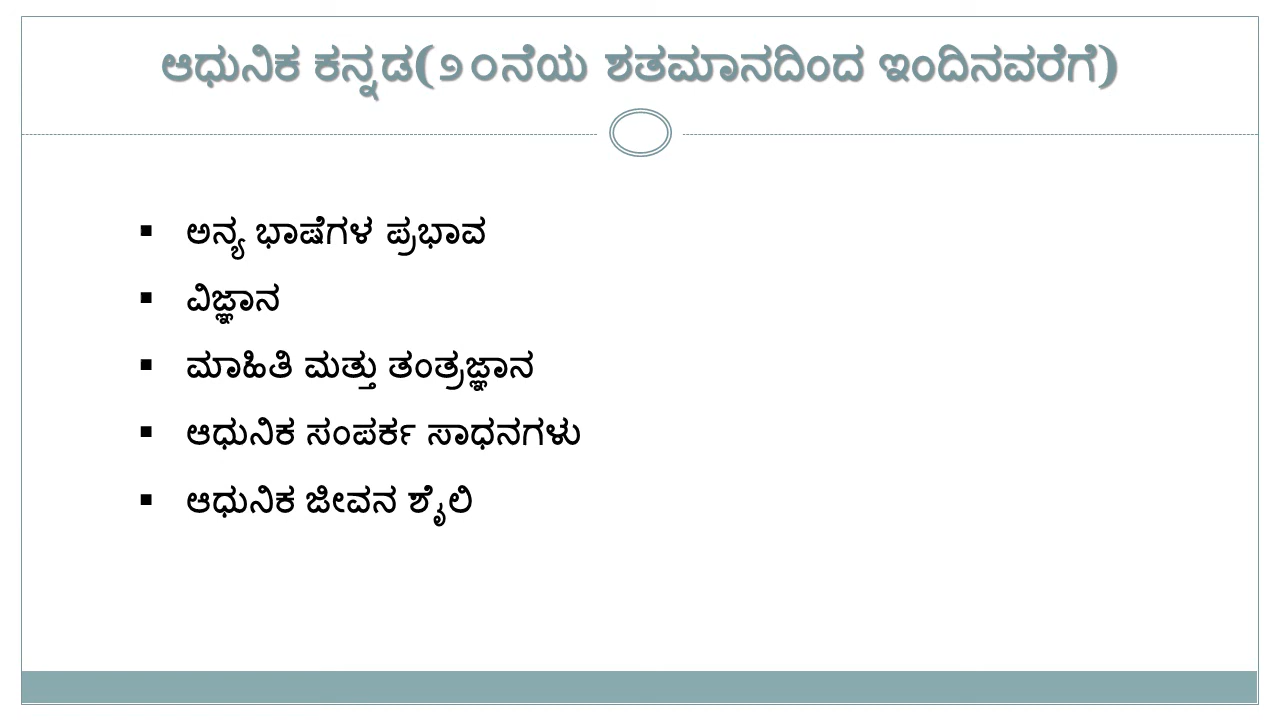 ಆಧುನಿಕ ಕನ್ನಡ(೨೦ನೆಯ ಶತಮಾನದಿಂದ ಇಂದಿನವರೆಗೆ)
▪ ಅನ್ಯ ಭಾಷೆಗಳ ಪ್ರಭಾವ
▪ ವಿಜ್ಞಾನ
▪ ಮಾಹಿತಿ ಮತ್ತು ತಂತ್ರಜ್ಞಾನ
▪ ಆಧುನಿಕ ಸಂಪರ್ಕ ಸಾಧನಗಳು
▪ ಆಧುನಿಕ ಜೀವನ ಶೈಲಿ